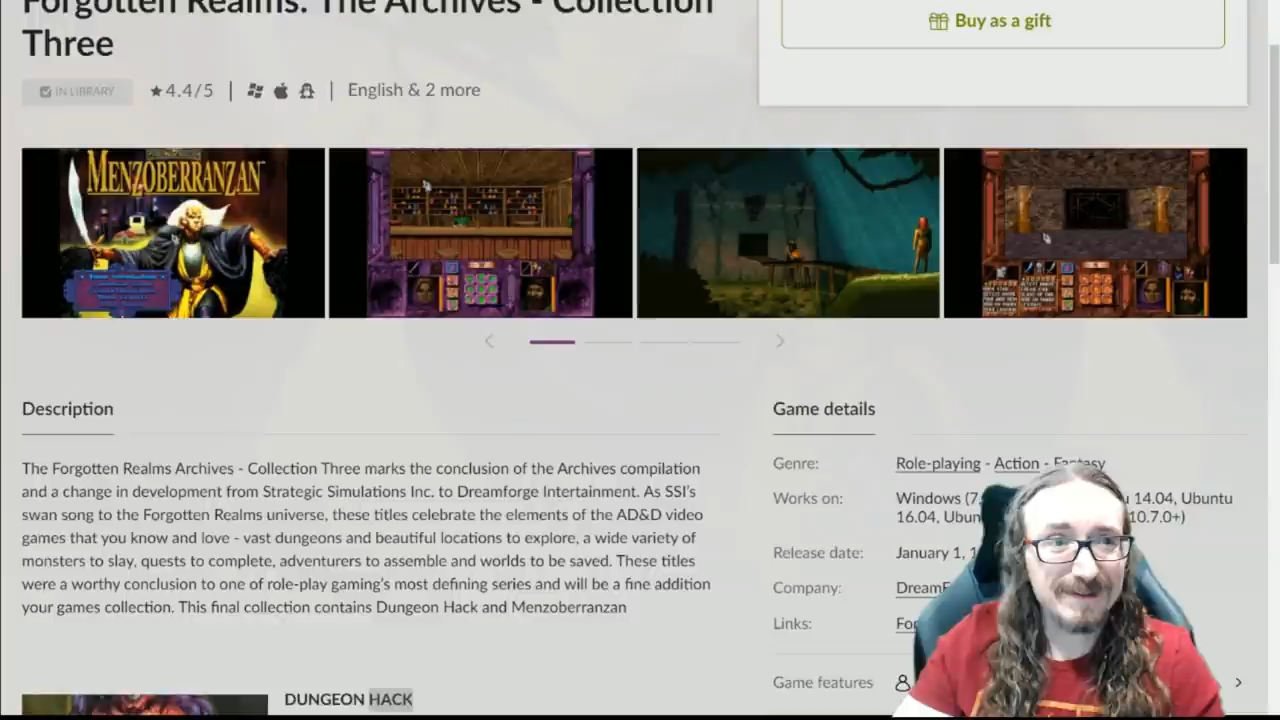 Forgotten Realms: The Archives - Collection
Three
Buy as a gift
IN LIBRARY
4.4/5
English & 2 more
MENZOBERRANZAN
Description
The Forgotten Realms Archives - Collection Three marks the conclusion of the Archives compilation
and a change in development from Strategic Simulations Inc. to Dreamforge Intertainment. As SSI's
swan song to the Forgotten Realms universe, these titles celebrate the elements of the AD&D video
games that you know and love - vast dungeons and beautiful locations to explore, a wide variety of
monsters to slay, quests to complete, adventurers to assemble and worlds to be saved. These titles
were a worthy conclusion to one of role-play gaming's most defining series and will be a fine addition
your games collection. This final collection contains Dungeon Hack and Menzoberranzan
DUNGEON HACK
Game details
Genre: Role-playing - Action - Fantasy
Works on: Windows (7, u 14.04, Ubuntu
16.04, Ubun 10.7.0+)
Release date: January 1, 1
Company: DreamF
Links: For
Game features